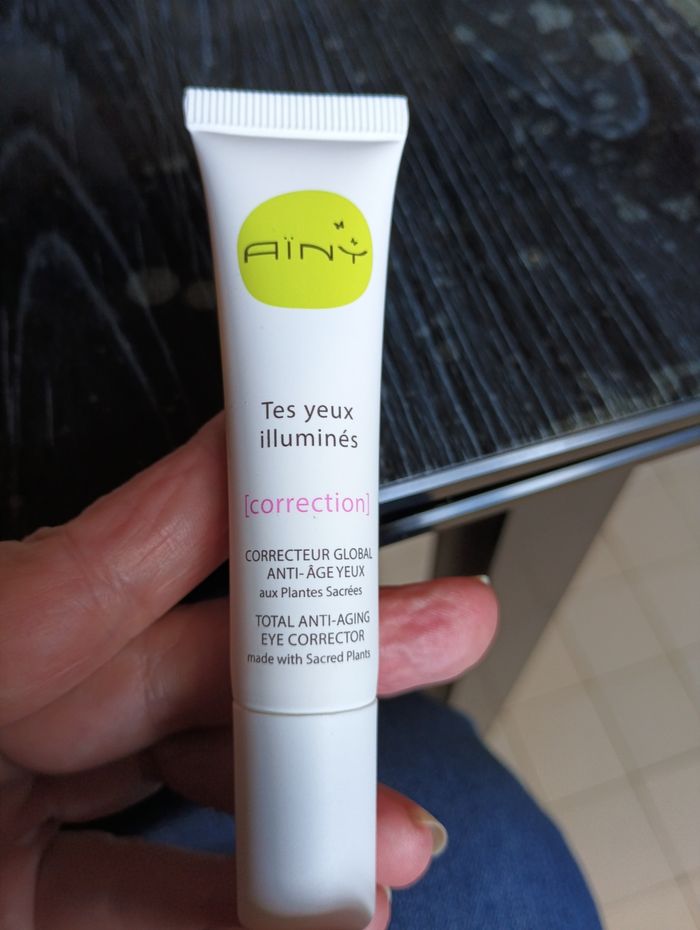 AÏNY
Tes yeux
illuminés
[correction]
CORRECTEUR GLOBAL
ANTI-ÂGE YEUX
aux Plantes Sacrées
TOTAL ANTI-AGING
EYE CORRECTOR
made with Sacred Plants